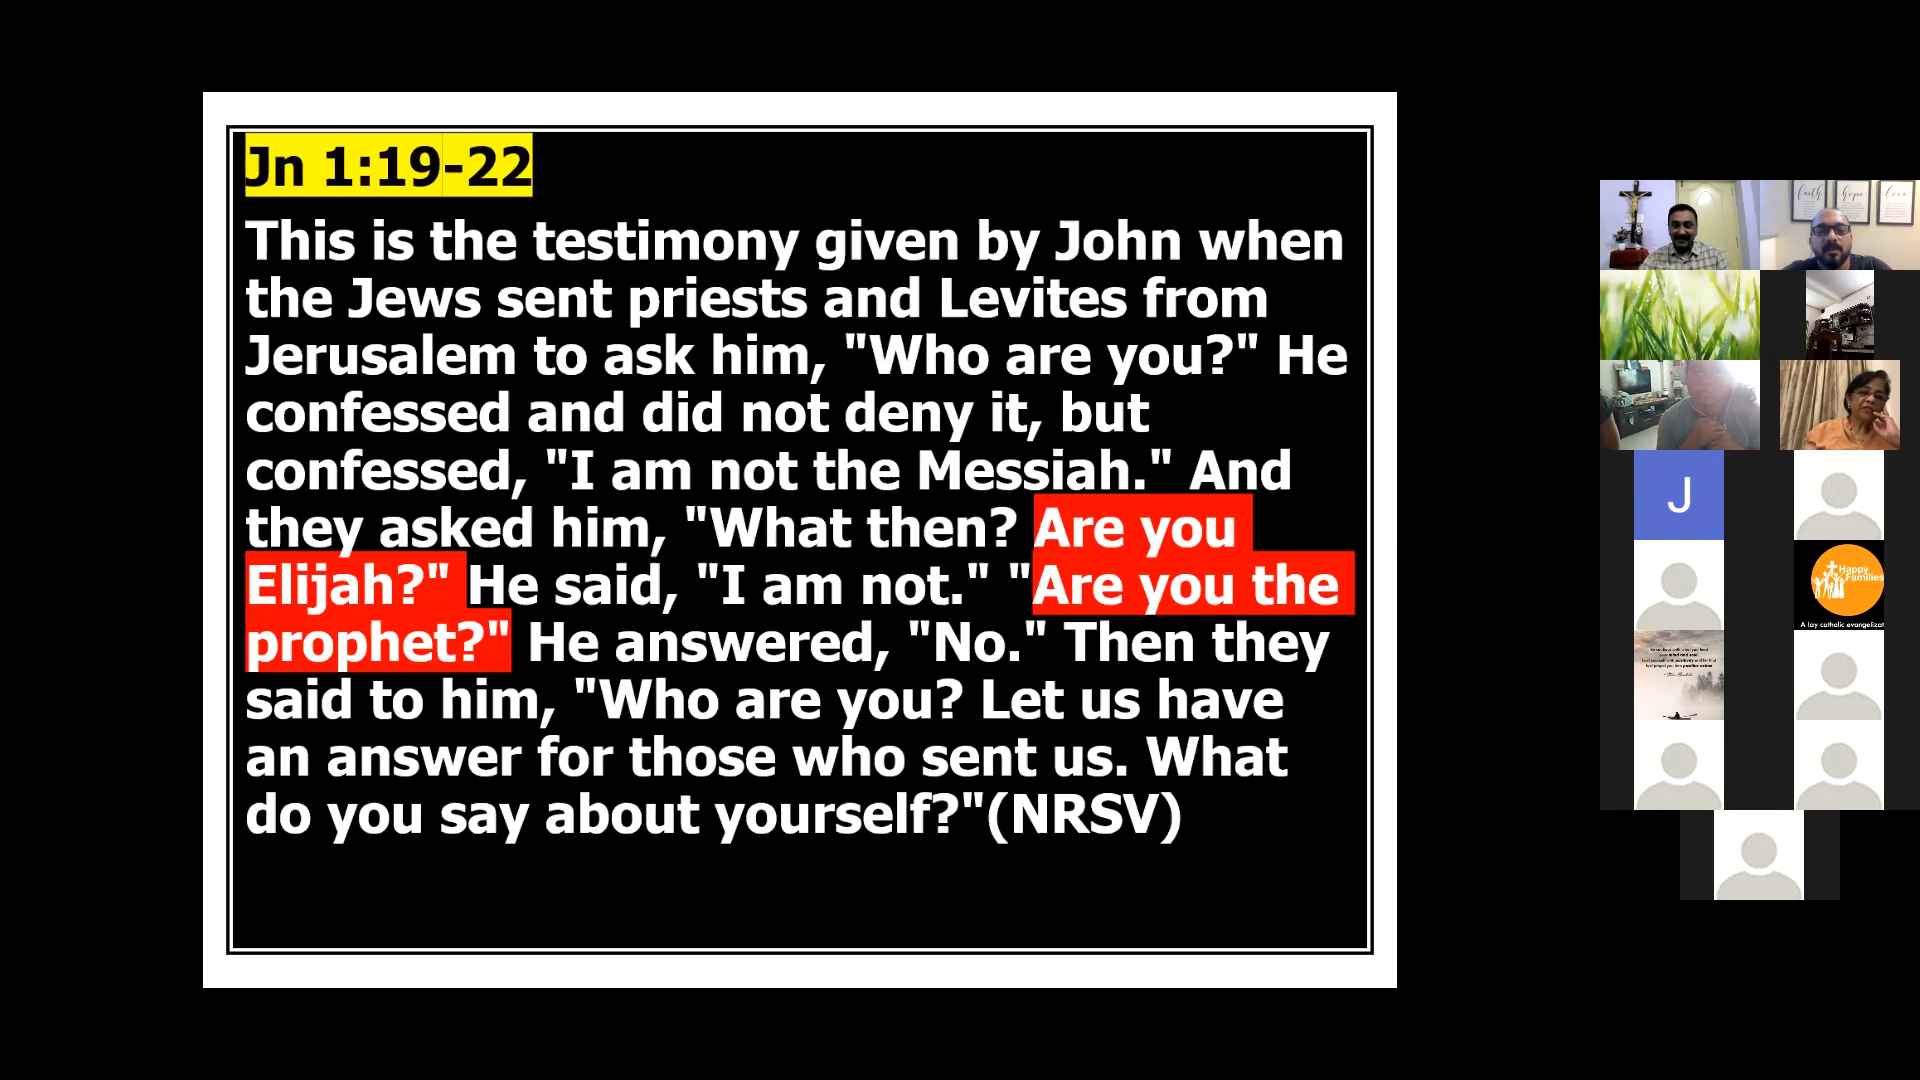 Jn 1:19-22
This is the testimony given by John when
the Jews sent priests and Levites from
Jerusalem to ask him, "Who are you?" He
confessed and did not deny it, but
confessed, "I am not the Messiah." And
they asked him, "What then? Are you
Elijah?" He said, "I am not." "Are you the
prophet?" He answered, "No." Then they
said to him, "Who are you? Let us have
an answer for those who sent us. What
do you say about yourself?"(NRSV)
faith
hope
love
J
Happy
Families
A lay catholic evangelizat